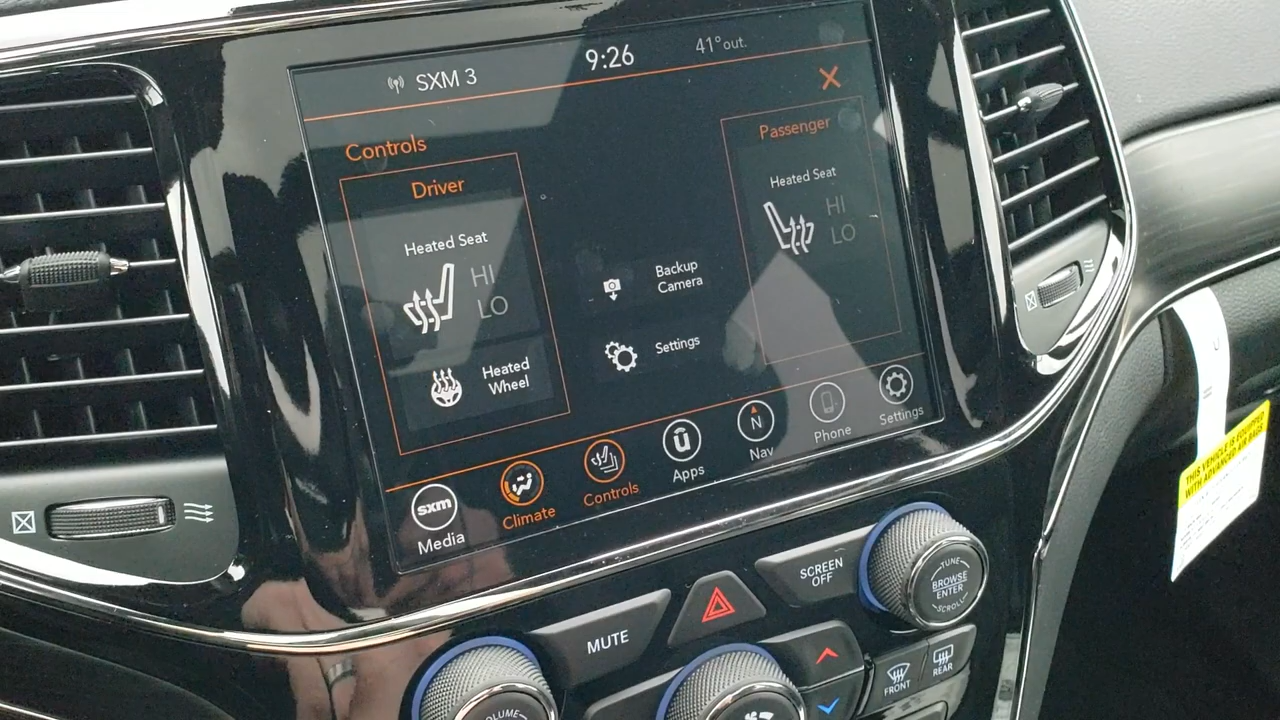 SXM 3
9:26
41° out.
Controls
Driver
Heated Seat
HI
LO
Heated
Wheel
Backup
Camera
Settings
Passenger
Heated Seat
HI
LO
sxm
Media
Climate
Controls
û
Apps
N
Nav
Phone
Settings
SCREEN
OFF
TUNE
BROWSE
ENTER
SCROLL
MUTE
VOLUME
FRONT
REAR
THIS VEHICLE IS EQUIPPED
WITH ADVANCED AIR BAGS